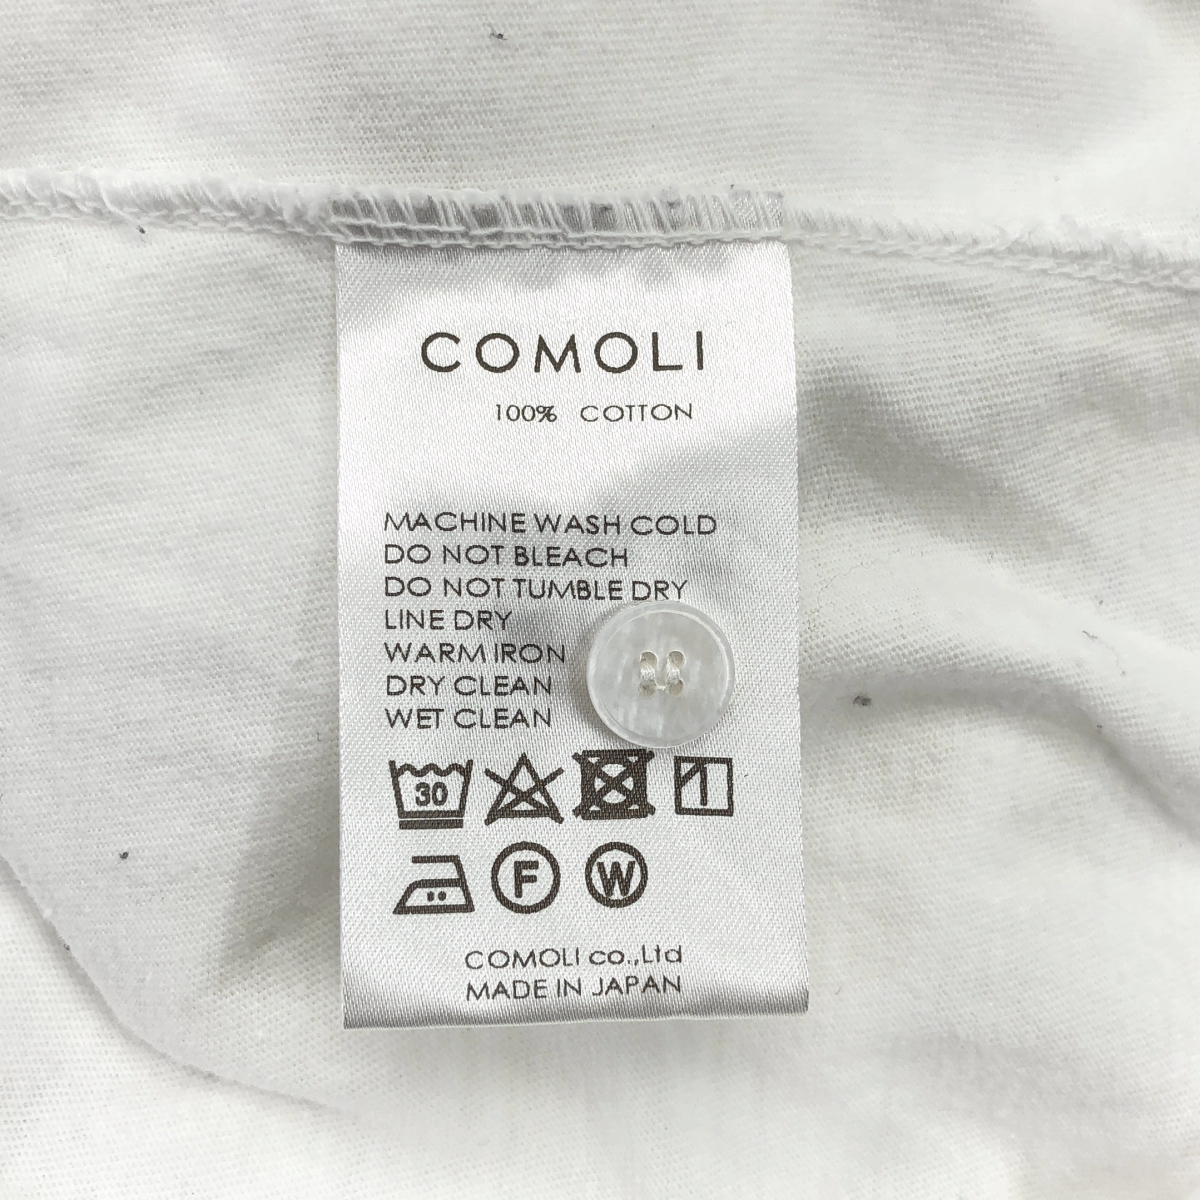 COMOLI
100% COTTON
MACHINE WASH COLD
DO NOT BLEACH
DO NOT TUMBLE DRY
LINE DRY
WARM IRON
DRY CLEAN
WET CLEAN
30
F W
COMOLI co.,Ltd
MADE IN JAPAN